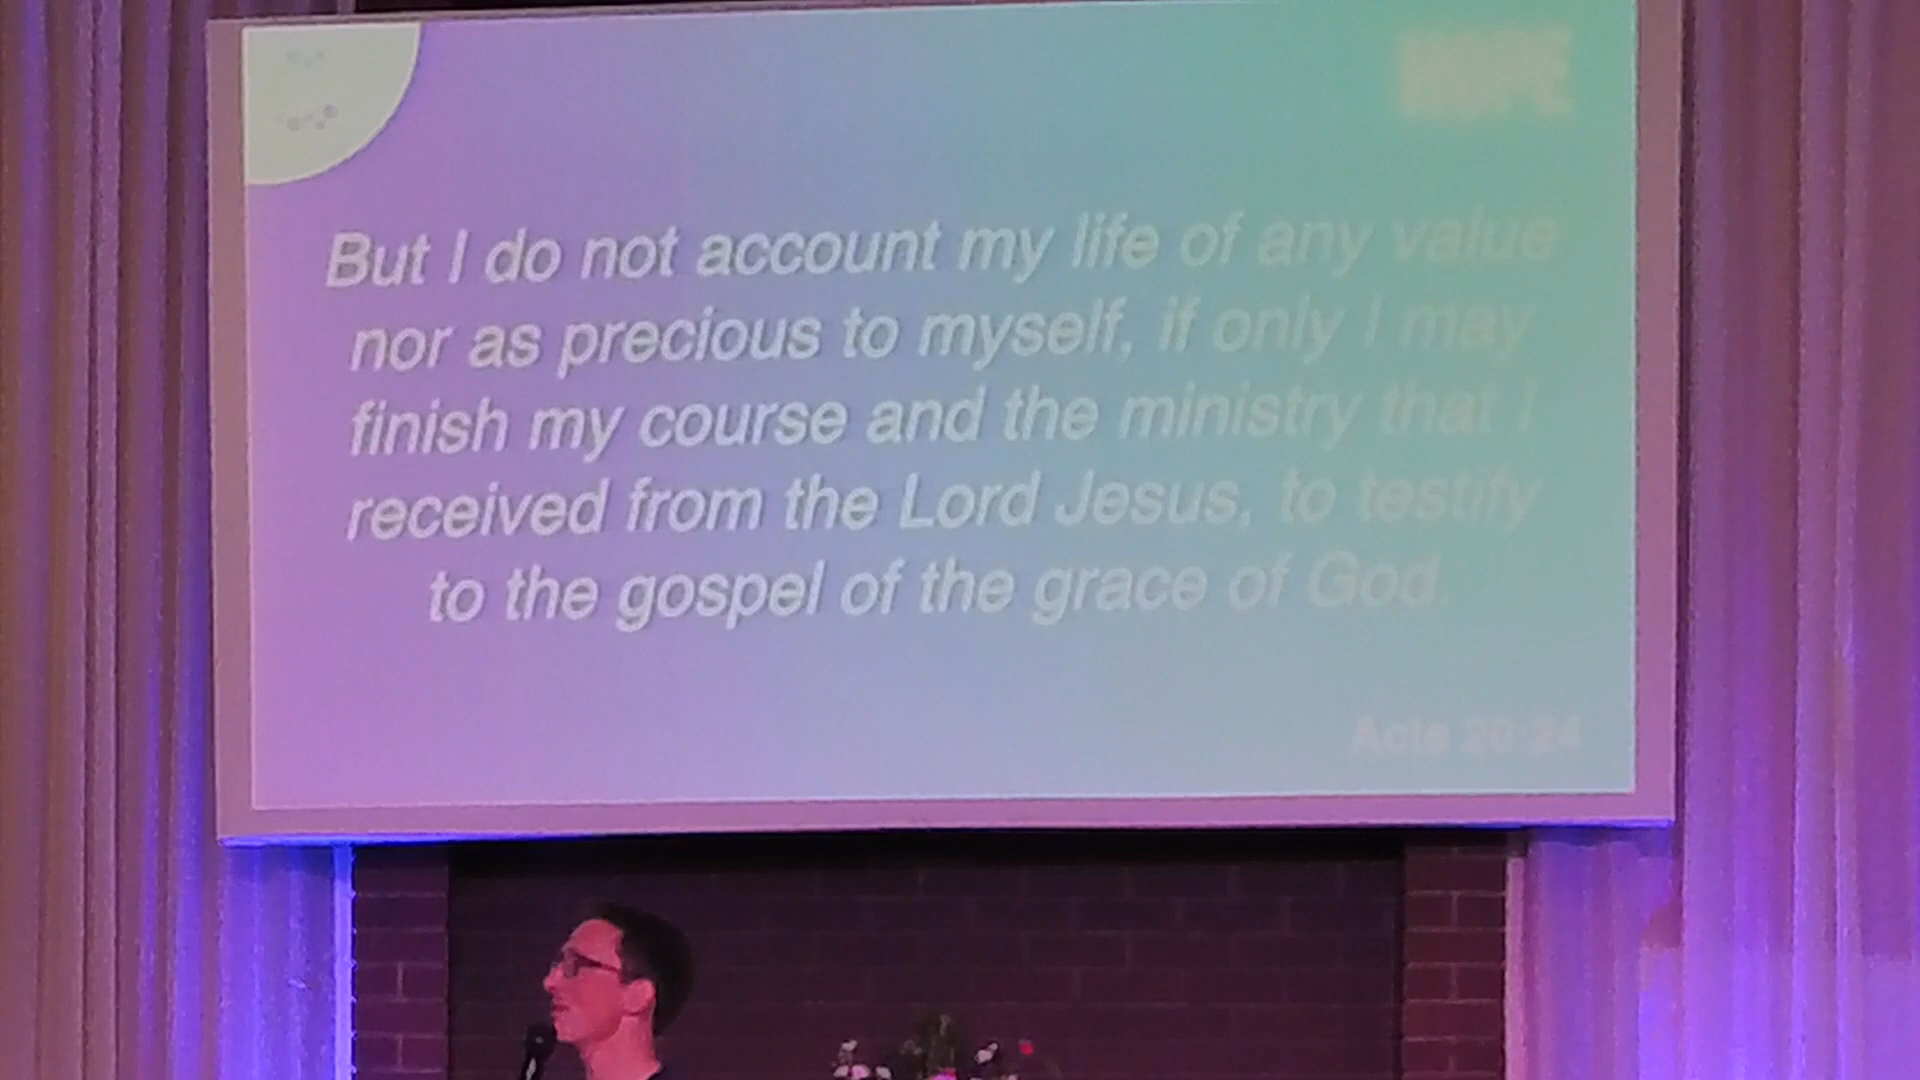 HOPE
But I do not account my life of any value
nor as precious to myself, if only I may
finish my course and the ministry that I
received from the Lord Jesus, to testify
to the gospel of the grace of God.
Acts 20:24